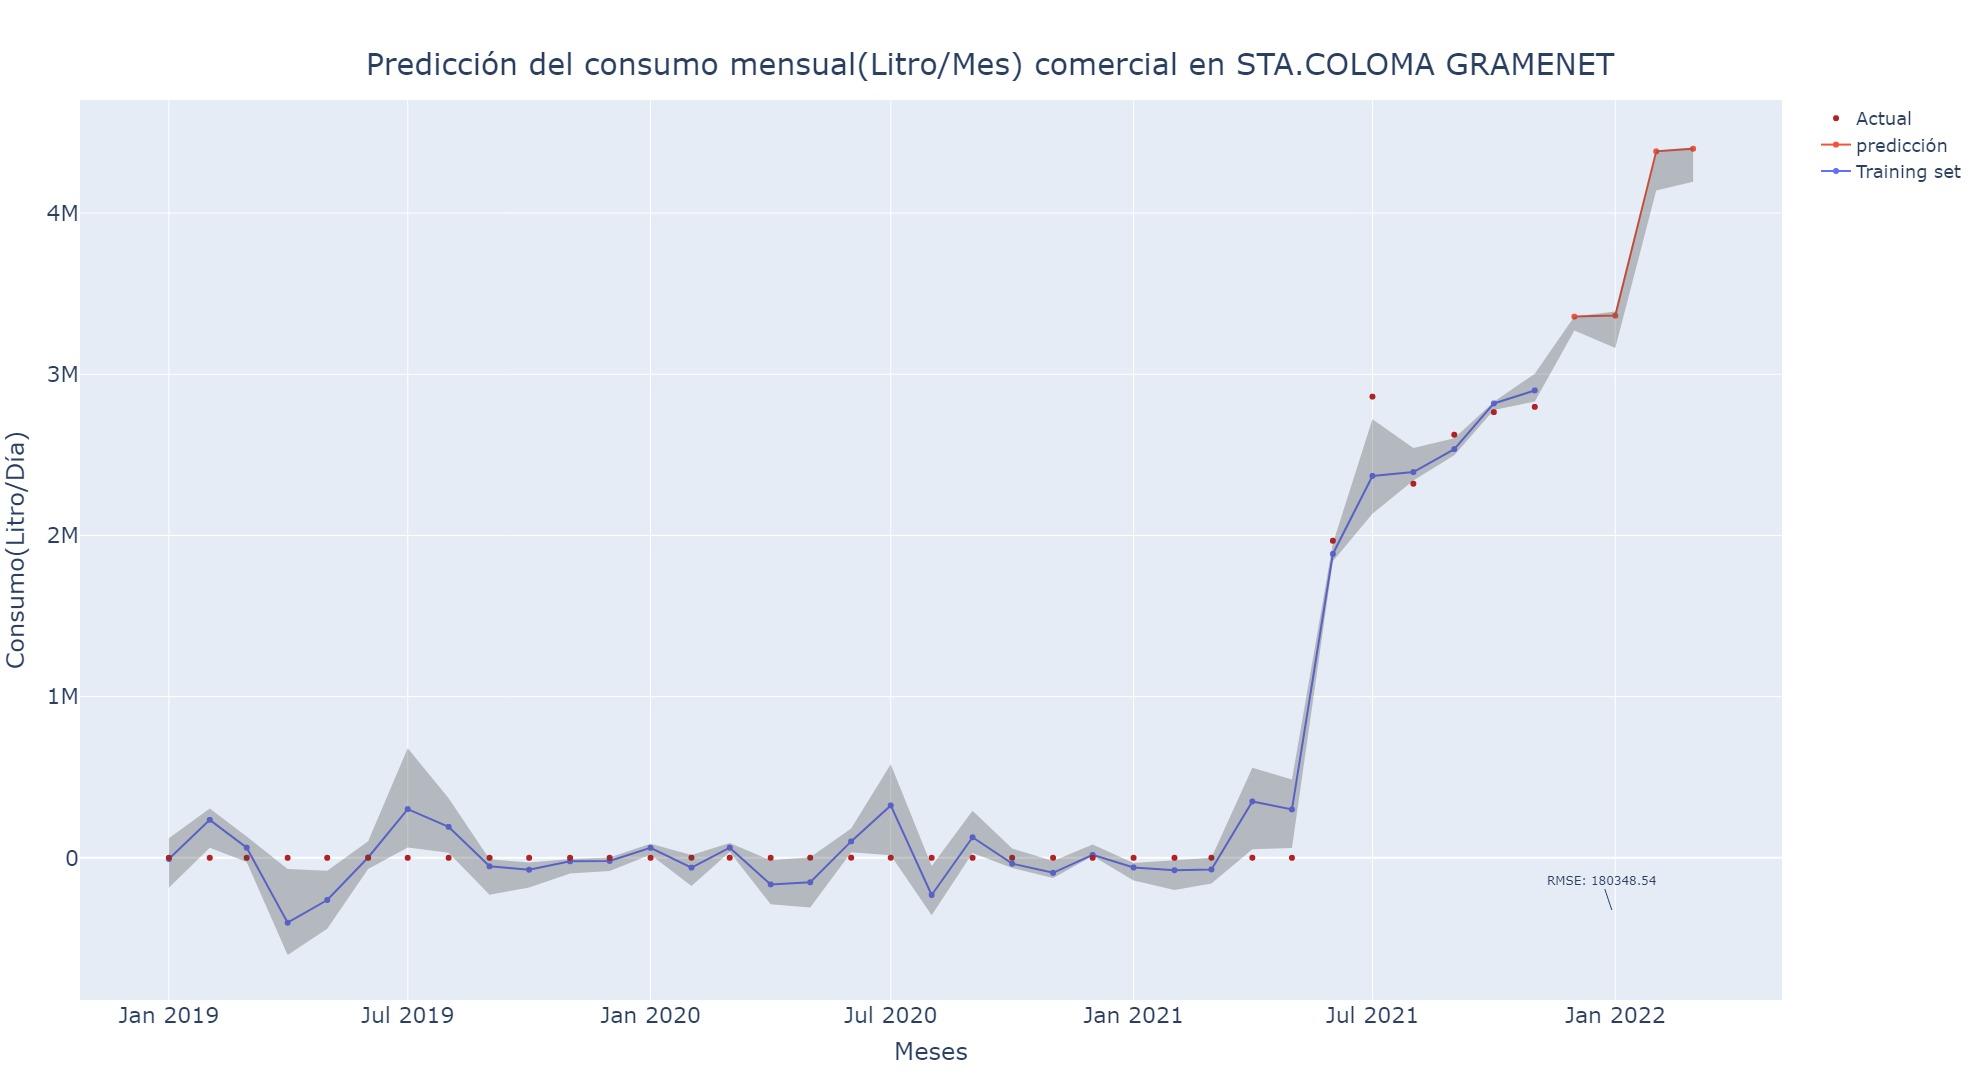 Predicción del consumo mensual(Litro/Mes) comercial en STA.COLOMA GRAMENET
Actual
predicción
Training set
4M
3M
2M
1M
0
Consumo(Litro/Día)
RMSE: 180348.54
Jan 2019
Jul 2019
Jan 2020
Jul 2020
Jan 2021
Jul 2021
Jan 2022
Meses